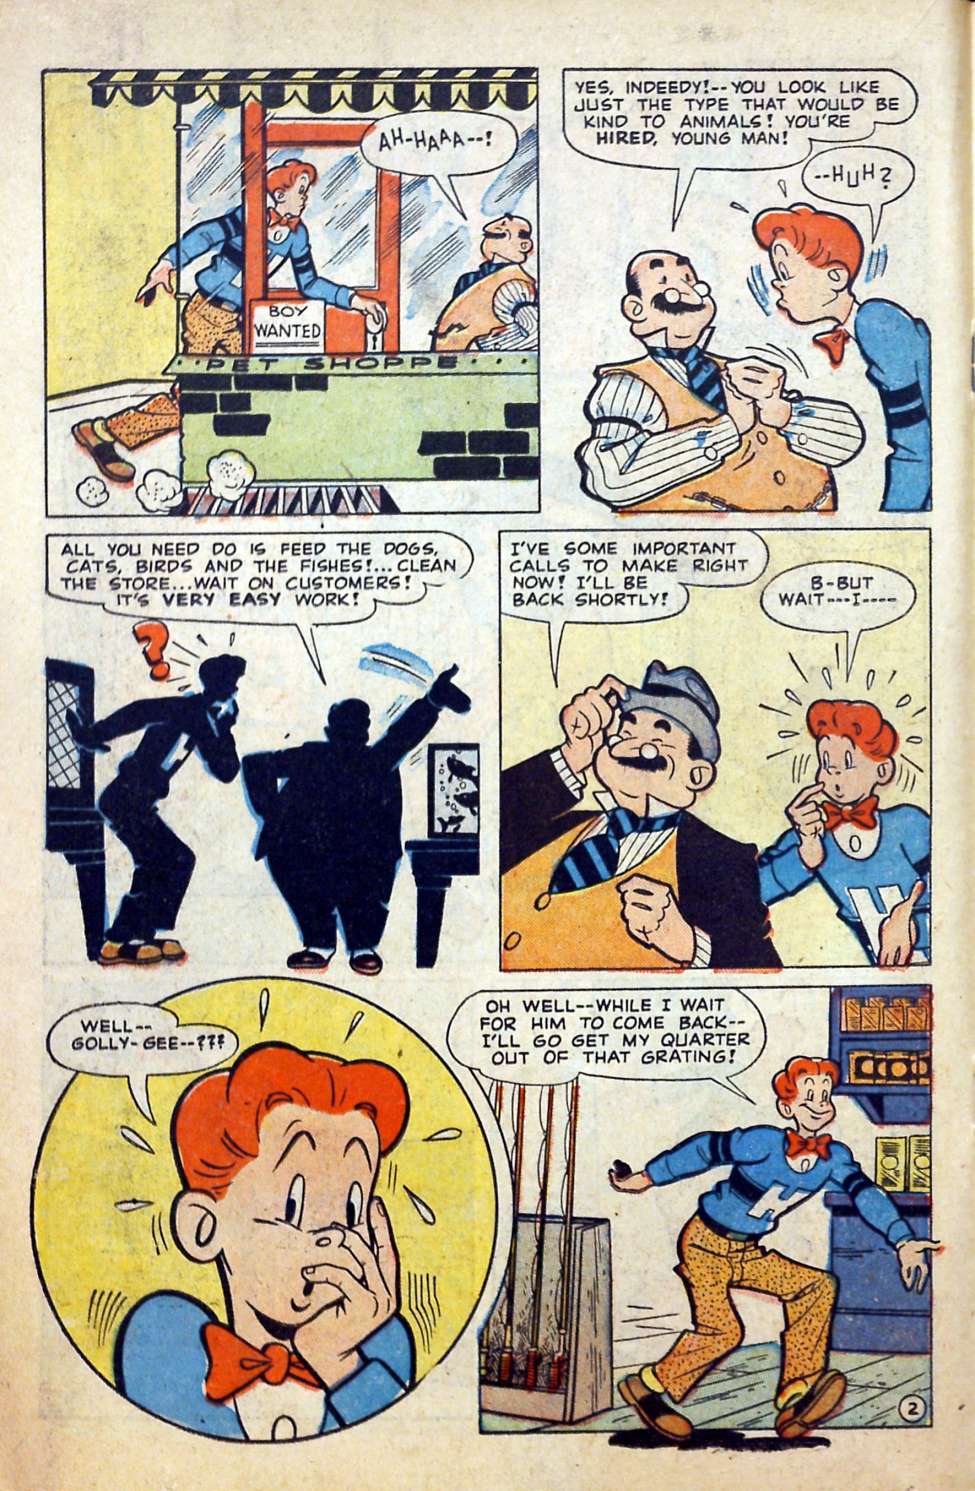 AH-HAAA--!
BOY
WANTED
PET SHOPPE
YES, INDEEDY!--YOU LOOK LIKE
JUST THE TYPE THAT WOULD BE
KIND TO ANIMALS! YOU'RE
HIRED, YOUNG MAN!
--HUH?
ALL YOU NEED DO IS FEED THE DOGS,
CATS, BIRDS AND THE FISHES!...CLEAN
THE STORE...WAIT ON CUSTOMERS!
IT'S VERY EASY WORK!
?
I'VE SOME IMPORTANT
CALLS TO MAKE RIGHT
NOW! I'LL BE
BACK SHORTLY!
B-BUT
WAIT---I----
H
WELL--
GOLLY-GEE--???
OH WELL--WHILE I WAIT
FOR HIM TO COME BACK--
I'LL GO GET MY QUARTER
OUT OF THAT GRATING!
H
2